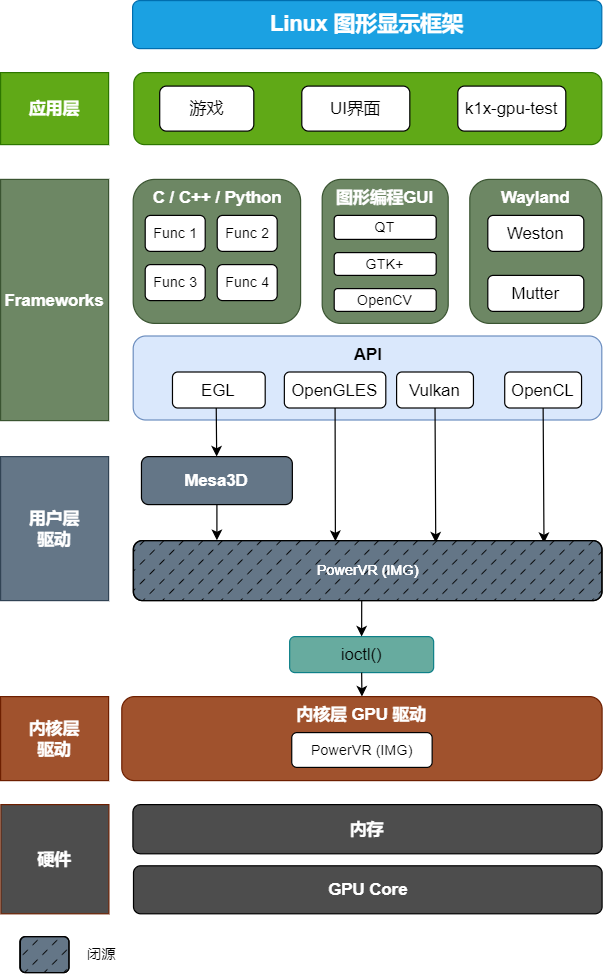 Linux 图形显示框架
应用层
游戏
UI界面
k1x-gpu-test
Frameworks
C / C++ / Python
Func 1
Func 2
Func 3
Func 4
图形编程GUI
QT
GTK+
OpenCV
Wayland
Weston
Mutter
API
EGL
OpenGLES
Vulkan
OpenCL
用户层
驱动
Mesa3D
PowerVR (IMG)
ioctl()
内核层
驱动
内核层 GPU 驱动
PowerVR (IMG)
硬件
内存
GPU Core
闭源